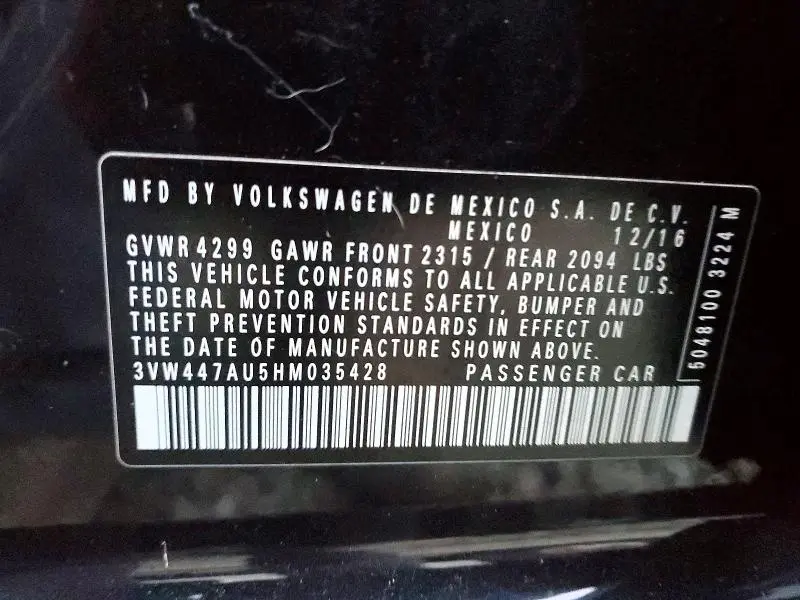 MFD BY VOLKSWAGEN DE MEXICO S.A. DE C.V.
MEXICO 12/16
GVWR 4299 GAWR FRONT 2315 / REAR 2094 LBS
THIS VEHICLE CONFORMS TO ALL APPLICABLE U.S.
FEDERAL MOTOR VEHICLE SAFETY, BUMPER AND
THEFT PREVENTION STANDARDS IN EFFECT ON
THE DATE OF MANUFACTURE SHOWN ABOVE.
3VW447AU5HM035428 PASSENGER CAR
5048100 3224 M